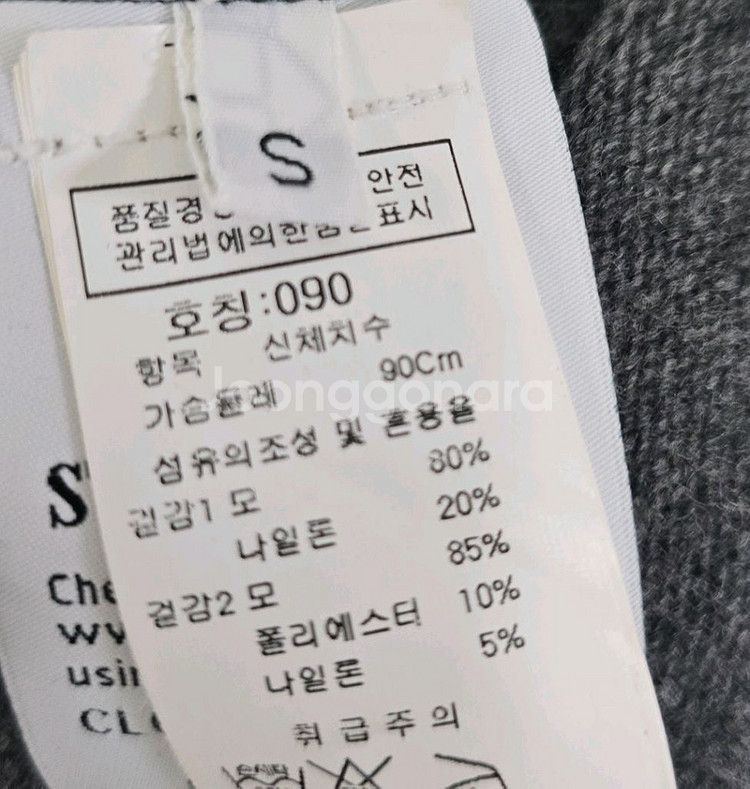 S
품질경 안전
관리법에의한 표시
호칭:090
항목 신체치수
가슴둘레 90Cm
섬유의조성 및 혼용율
겉감1 모 80%
나일론 20%
겉감2 모 85%
폴리에스터 10%
나일론 5%
취급주의
S
Che
usin
CL
joonggonara